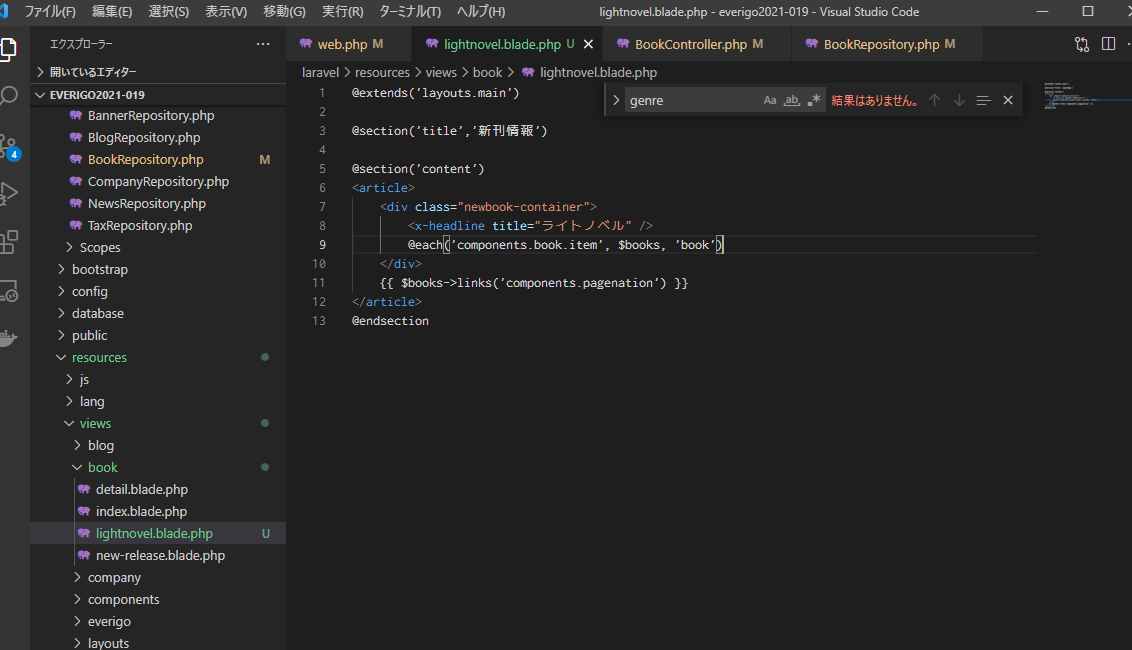 ファイル(F) 編集(E) 選択(S) 表示(V) 移動(G) 実行(R) ターミナル(T) ヘルプ(H) lightnovel.blade.php - everigo2021-019 - Visual Studio Code
エクスプローラー ...
web.php M lightnovel.blade.php U BookController.php M BookRepository.php M
開いているエディター
EVERIGO2021-019
BannerRepository.php
BlogRepository.php
BookRepository.php M
CompanyRepository.php
NewsRepository.php
TaxRepository.php
Scopes
bootstrap
config
database
public
resources
js
lang
views
blog
book
detail.blade.php
index.blade.php
lightnovel.blade.php U
new-release.blade.php
company
components
everigo
layouts
4
laravel > resources > views > book > lightnovel.blade.php
genre Aa ab .* 結果はありません。
1 @extends('layouts.main')
2
3 @section('title','新刊情報')
4
5 @section('content')
6 <article>
7 <div class="newbook-container">
8 <x-headline title="ライトノベル" />
9 @each('components.book.item', $books, 'book')
10 </div>
11 {{ $books->links('components.pagenation') }}
12 </article>
13 @endsection